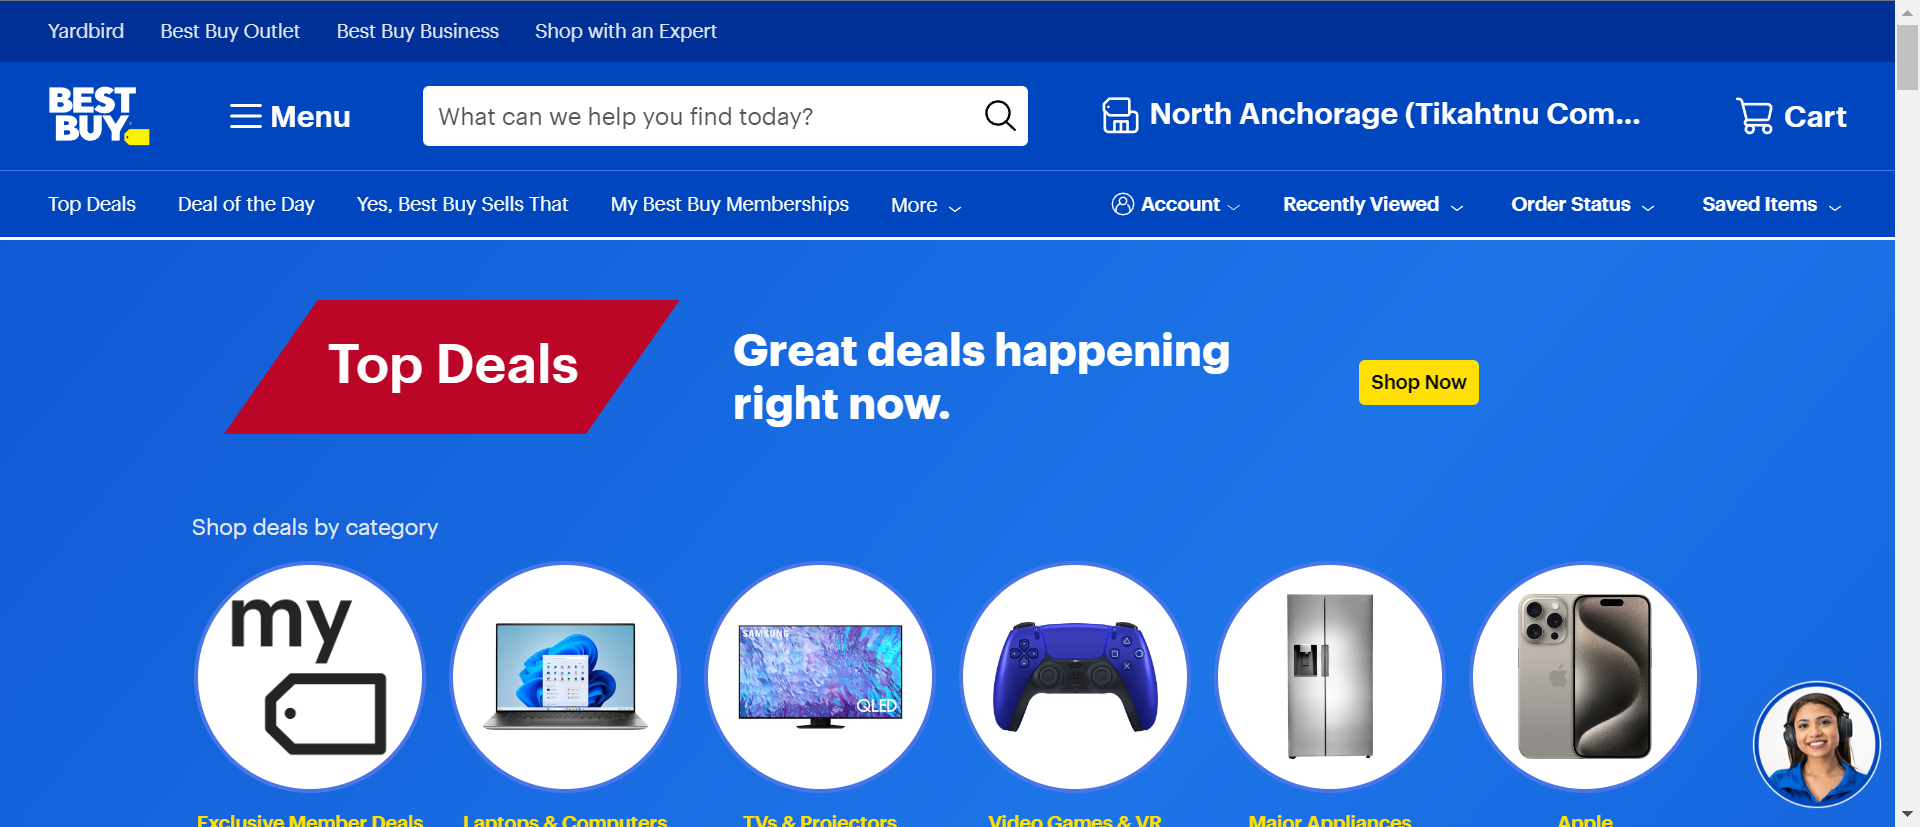 Yardbird Best Buy Outlet Best Buy Business Shop with an Expert
BEST
BUY
Menu
What can we help you find today?
North Anchorage (Tikahtnu Com...
Cart
Top Deals Deal of the Day Yes, Best Buy Sells That My Best Buy Memberships More
Account Recently Viewed Order Status Saved Items
Top Deals
Great deals happening
right now.
Shop Now
Shop deals by category
my
SAMSUNG
QLED
Exclusive Member Deals Laptops & Computers TVs & Projectors Video Games & VR Major Appliances Apple